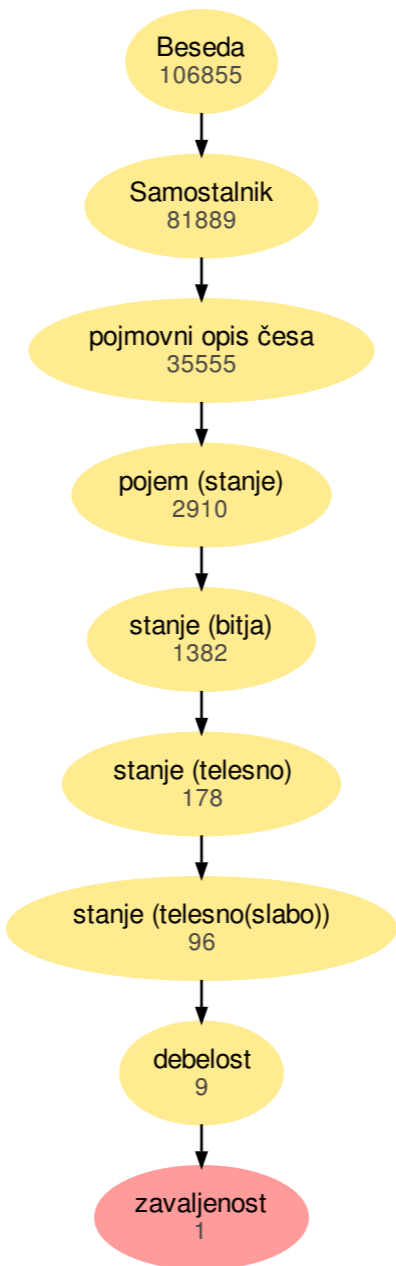 Beseda
106855
Samostalnik
81889
pojmovni opis česa
35555
pojem (stanje)
2910
stanje (bitja)
1382
stanje (telesno)
178
stanje (telesno(slabo))
96
debelost
9
zavaljenost
1